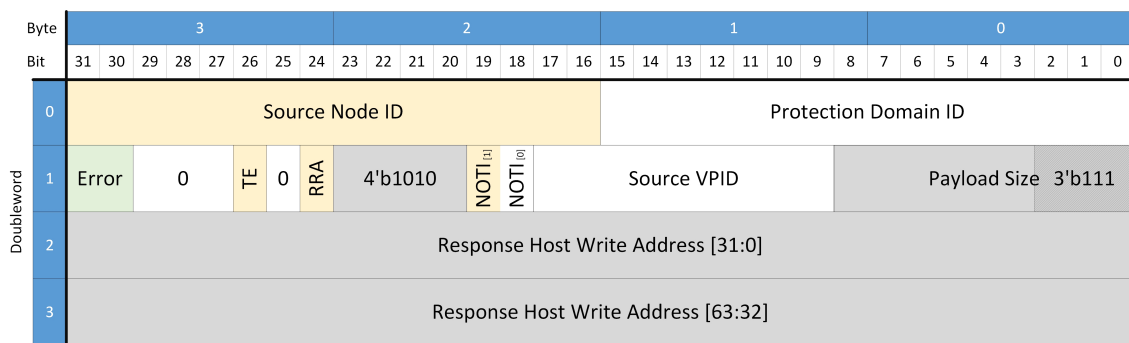 Byte 3 2 1 0
Bit 31 30 29 28 27 26 25 24 23 22 21 20 19 18 17 16 15 14 13 12 11 10 9 8 7 6 5 4 3 2 1 0
Doubleword
0 Source Node ID Protection Domain ID
1 Error 0 TE 0 RRA 4'b1010 NOTI [1] NOTI [0] Source VPID Payload Size 3'b111
2 Response Host Write Address [31:0]
3 Response Host Write Address [63:32]